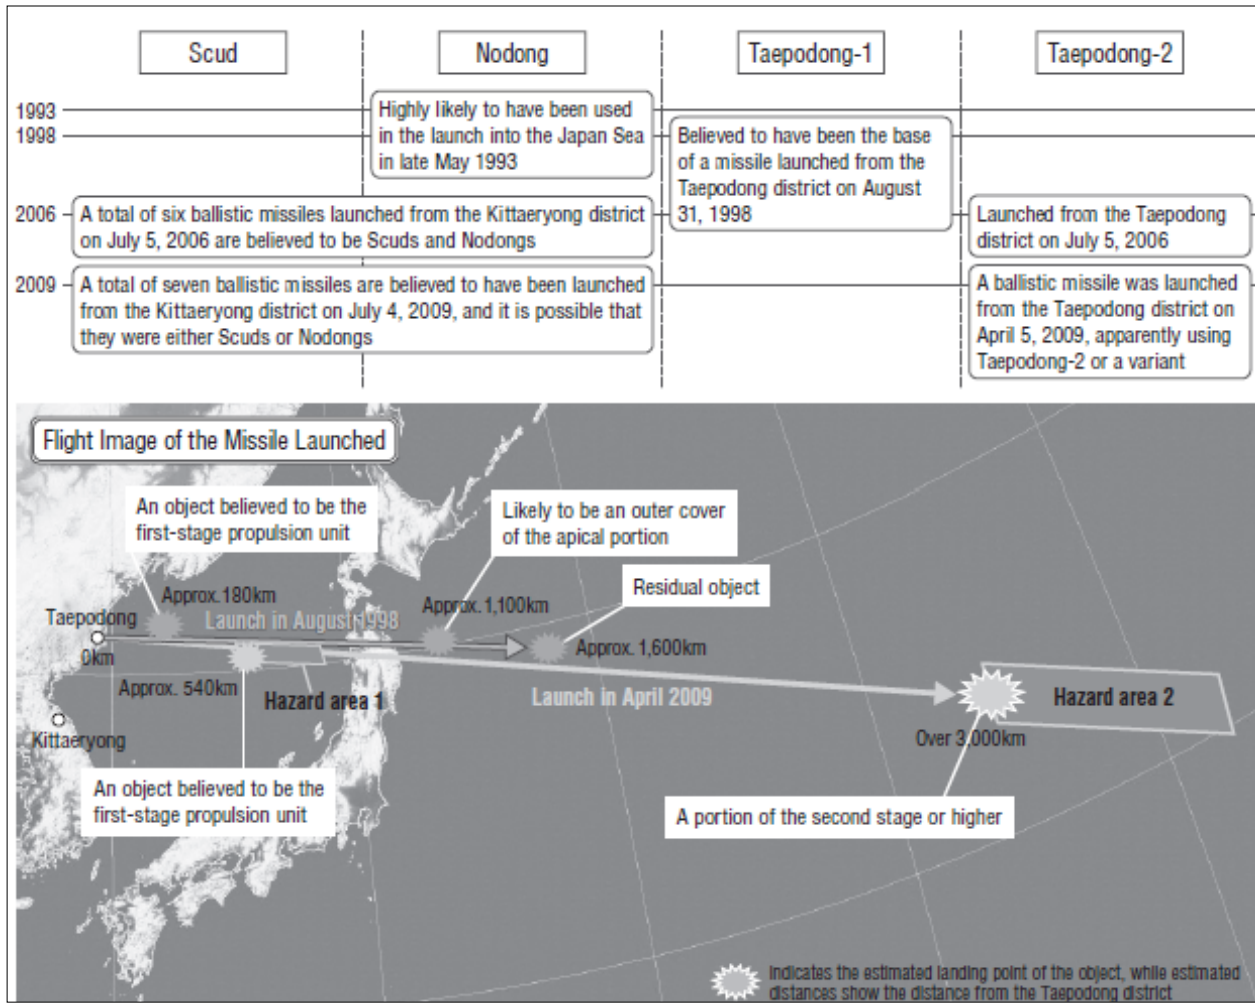 Scud
Nodong
Taepodong-1
Taepodong-2
1993
1998
2006
2009
Highly likely to have been used
in the launch into the Japan Sea
in late May 1993
Believed to have been the base
of a missile launched from the
Taepodong district on August
31, 1998
A total of six ballistic missiles launched from the Kittaeryong district
on July 5, 2006 are believed to be Scuds and Nodongs
Launched from the Taepodong
district on July 5, 2006
A total of seven ballistic missiles are believed to have been launched
from the Kittaeryong district on July 4, 2009, and it is possible that
they were either Scuds or Nodongs
A ballistic missile was launched
from the Taepodong district on
April 5, 2009, apparently using
Taepodong-2 or a variant
Flight Image of the Missile Launched
An object believed to be the
first-stage propulsion unit
Likely to be an outer cover
of the apical portion
Residual object
Approx. 180km
Approx. 1,100km
Taepodong
Launch in August 1998
0km
Approx. 1,600km
Approx. 540km
Hazard area 1
Launch in April 2009
Hazard area 2
Kittaeryong
Over 3,000km
An object believed to be the
first-stage propulsion unit
A portion of the second stage or higher
Indicates the estimated landing point of the object, while estimated
distances show the distance from the Taepodong district